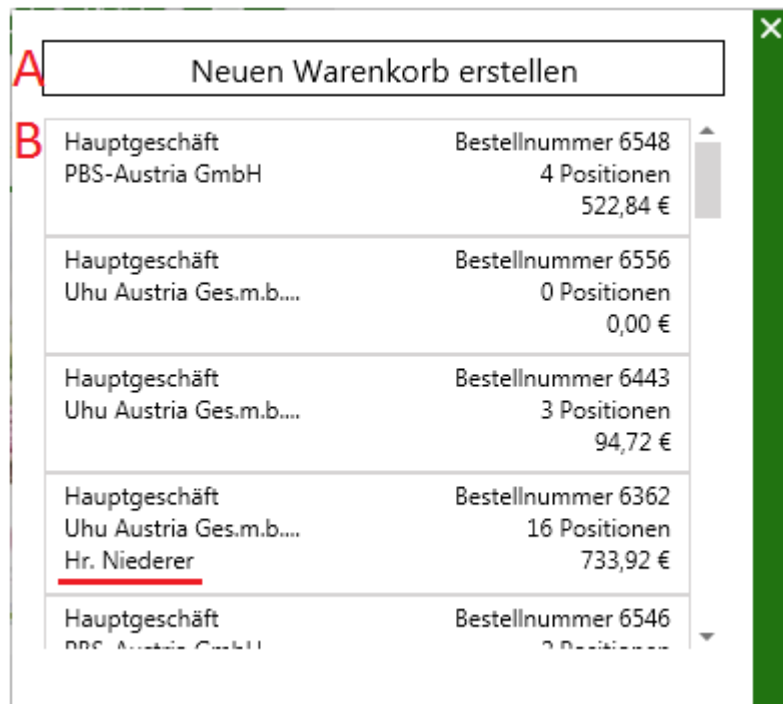 A
Neuen Warenkorb erstellen
B
Hauptgeschäft Bestellnummer 6548
PBS-Austria GmbH 4 Positionen
522,84 €
Hauptgeschäft Bestellnummer 6556
Uhu Austria Ges.m.b.... 0 Positionen
0,00 €
Hauptgeschäft Bestellnummer 6443
Uhu Austria Ges.m.b.... 3 Positionen
94,72 €
Hauptgeschäft Bestellnummer 6362
Uhu Austria Ges.m.b.... 16 Positionen
Hr. Niederer 733,92 €
Hauptgeschäft Bestellnummer 6546